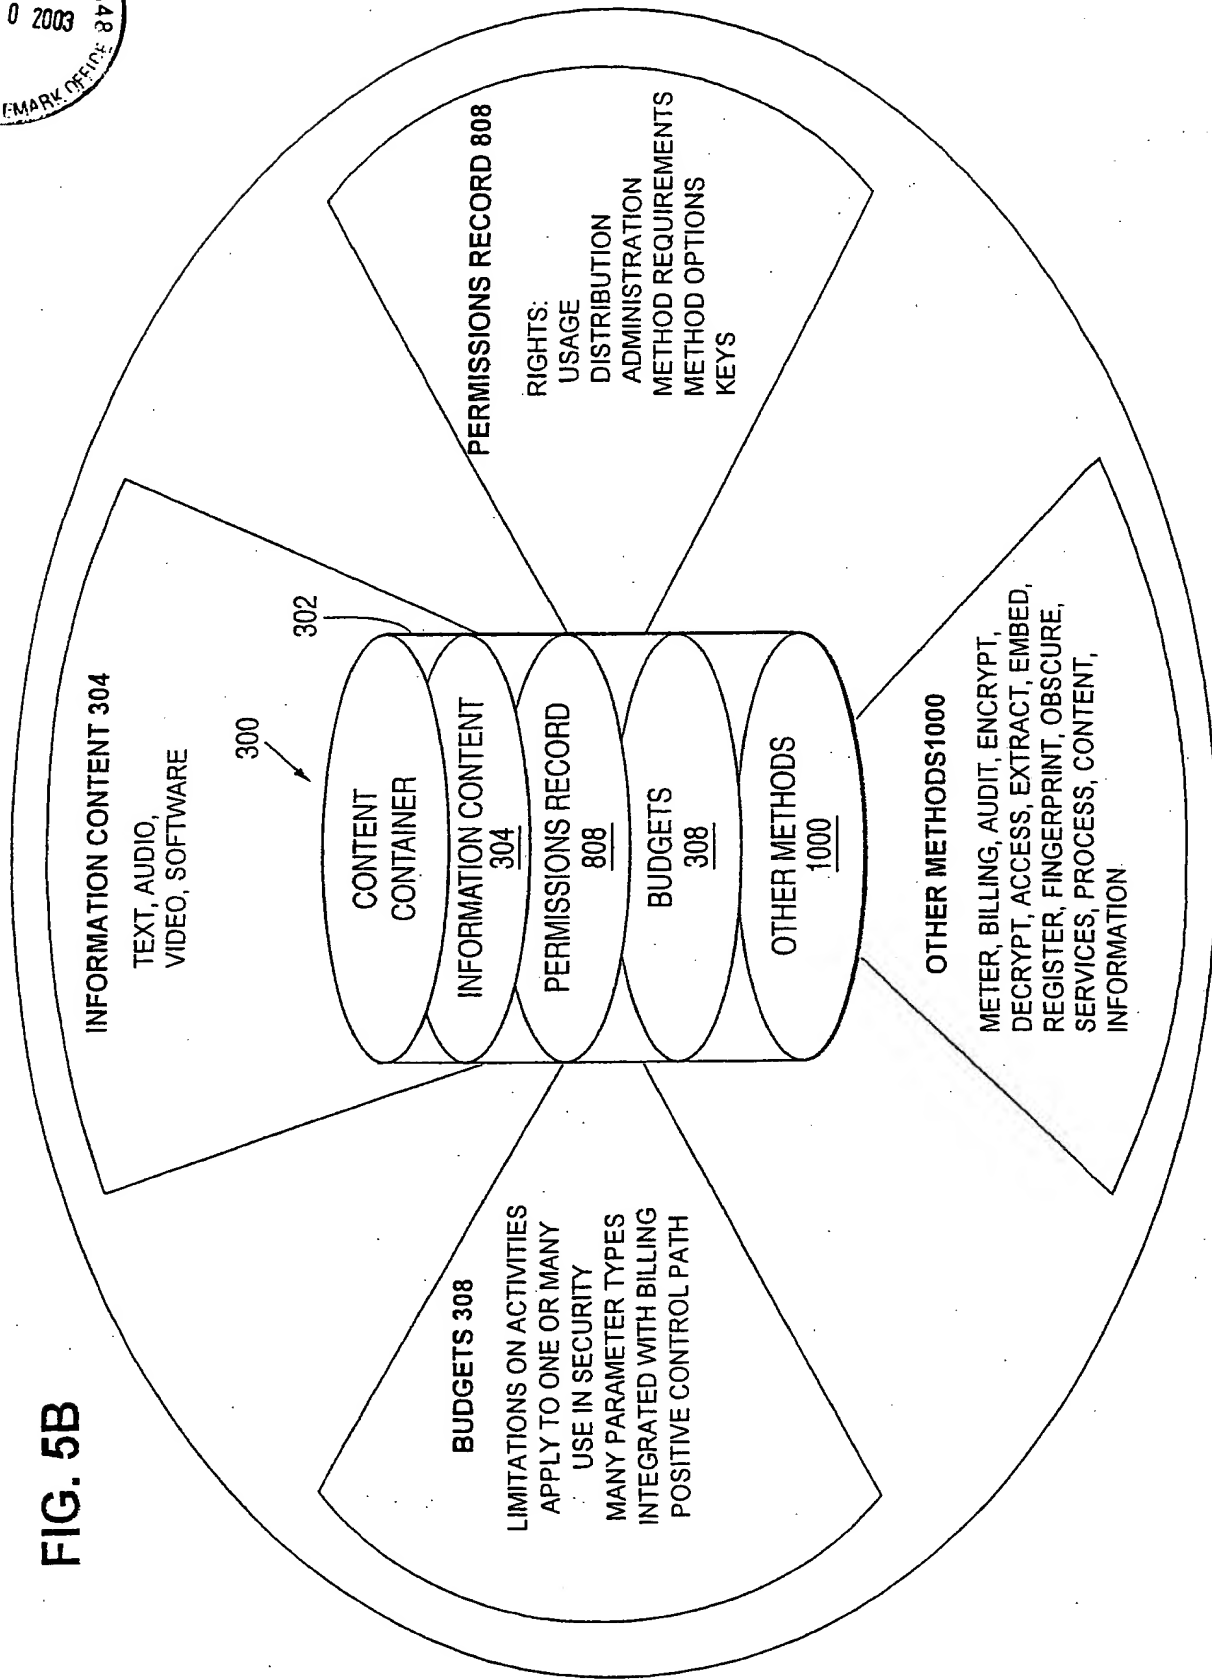 0 2003
48
EMARK OFFICE
FIG. 5B
INFORMATION CONTENT 304
TEXT, AUDIO,
VIDEO, SOFTWARE
300
302
CONTENT
CONTAINER
INFORMATION CONTENT
304
PERMISSIONS RECORD
808
BUDGETS
308
OTHER METHODS
1000
BUDGETS 308
LIMITATIONS ON ACTIVITIES
APPLY TO ONE OR MANY
USE IN SECURITY
MANY PARAMETER TYPES
INTEGRATED WITH BILLING
POSITIVE CONTROL PATH
PERMISSIONS RECORD 808
RIGHTS:
USAGE
DISTRIBUTION
ADMINISTRATION
METHOD REQUIREMENTS
METHOD OPTIONS
KEYS
OTHER METHODS1000
METER, BILLING, AUDIT, ENCRYPT,
DECRYPT, ACCESS, EXTRACT, EMBED,
REGISTER, FINGERPRINT, OBSCURE,
SERVICES, PROCESS, CONTENT,
INFORMATION